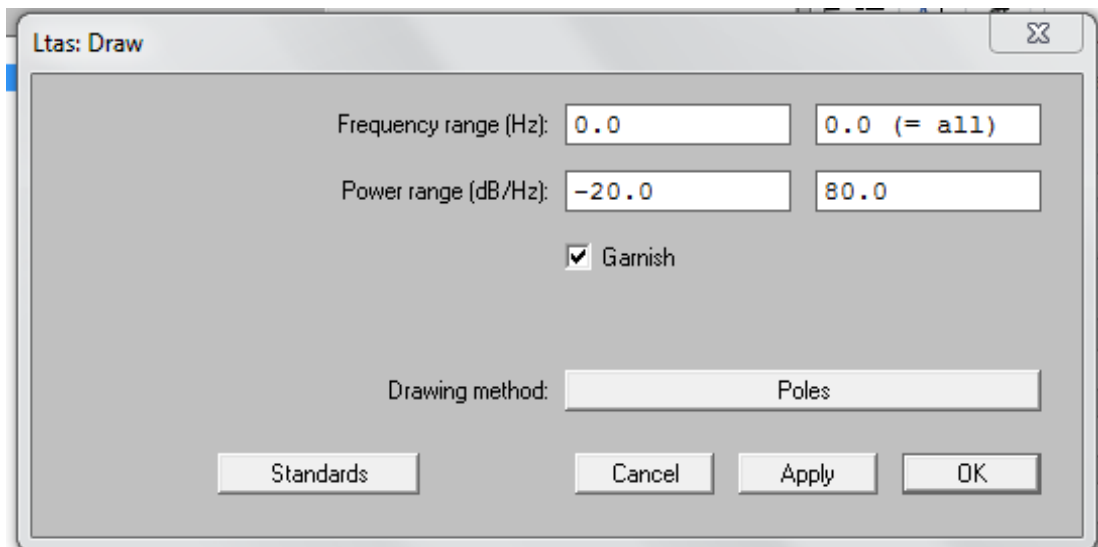 Ltas: Draw
Frequency range (Hz): 0.0 0.0 (= all)
Power range (dB/Hz): -20.0 80.0
Garnish
Drawing method: Poles
Standards Cancel Apply OK